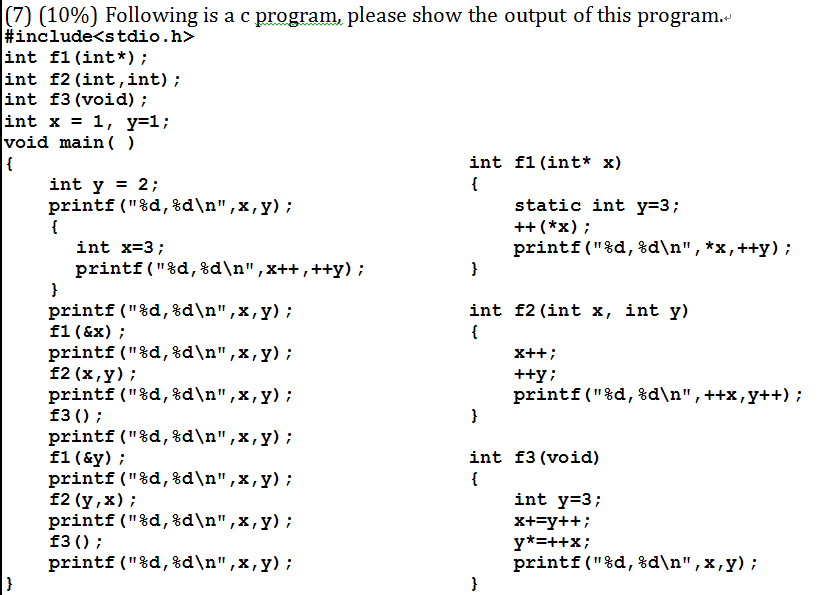 (7) (10%) Following is a c program, please show the output of this program.
#include<stdio.h>
int f1(int*);
int f2(int,int);
int f3(void);
int x = 1, y=1;
void main( )
{
int y = 2;
printf("%d,%d\n",x,y);
{
int x=3;
printf("%d,%d\n",x++,++y);
}
printf("%d,%d\n",x,y);
f1(&x);
printf("%d,%d\n",x,y);
f2(x,y);
printf("%d,%d\n",x,y);
f3();
printf("%d,%d\n",x,y);
f1(&y);
printf("%d,%d\n",x,y);
f2(y,x);
printf("%d,%d\n",x,y);
f3();
printf("%d,%d\n",x,y);
}
int f1(int* x)
{
static int y=3;
++(*x);
printf("%d,%d\n",*x,++y);
}
int f2(int x, int y)
{
x++;
++y;
printf("%d,%d\n",++x,y++);
}
int f3(void)
{
int y=3;
x+=y++;
y*=++x;
printf("%d,%d\n",x,y);
}